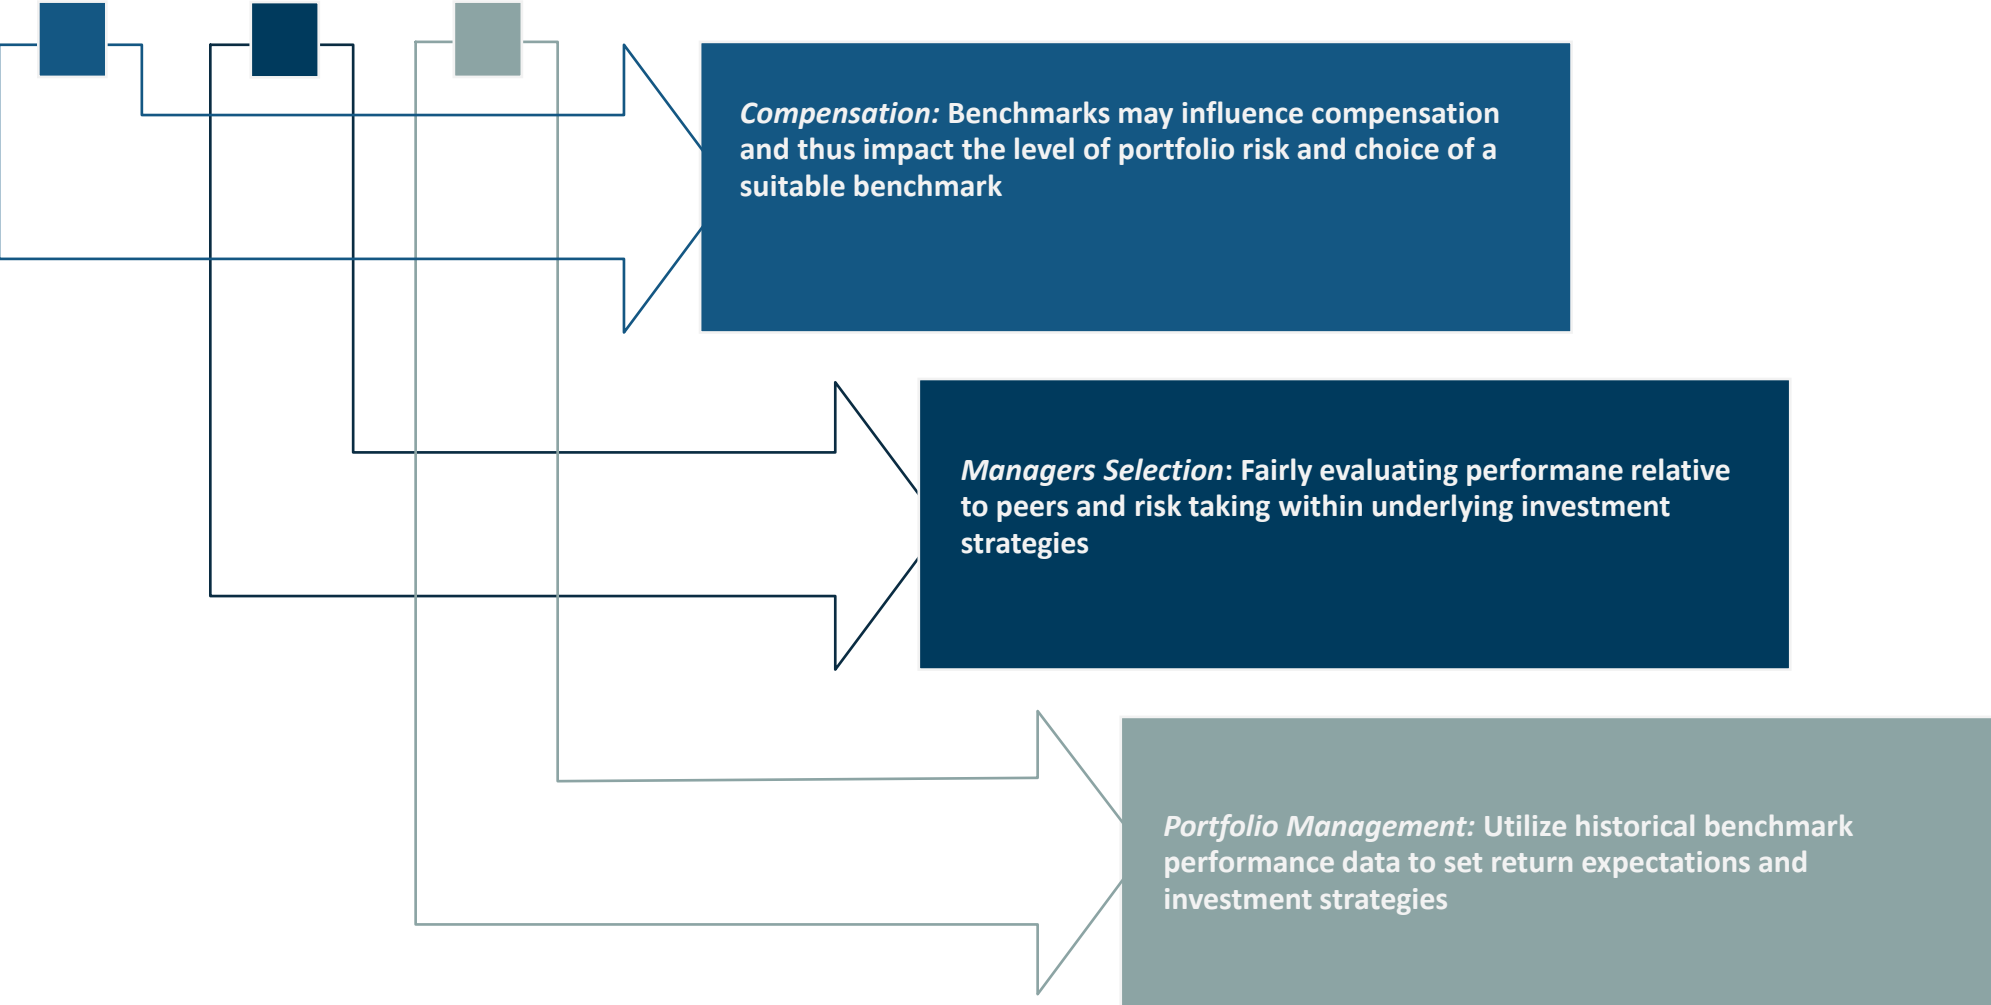 Compensation: Benchmarks may influence compensation
and thus impact the level of portfolio risk and choice of a
suitable benchmark
Managers Selection: Fairly evaluating performane relative
to peers and risk taking within underlying investment
strategies
Portfolio Management: Utilize historical benchmark
performance data to set return expectations and
investment strategies